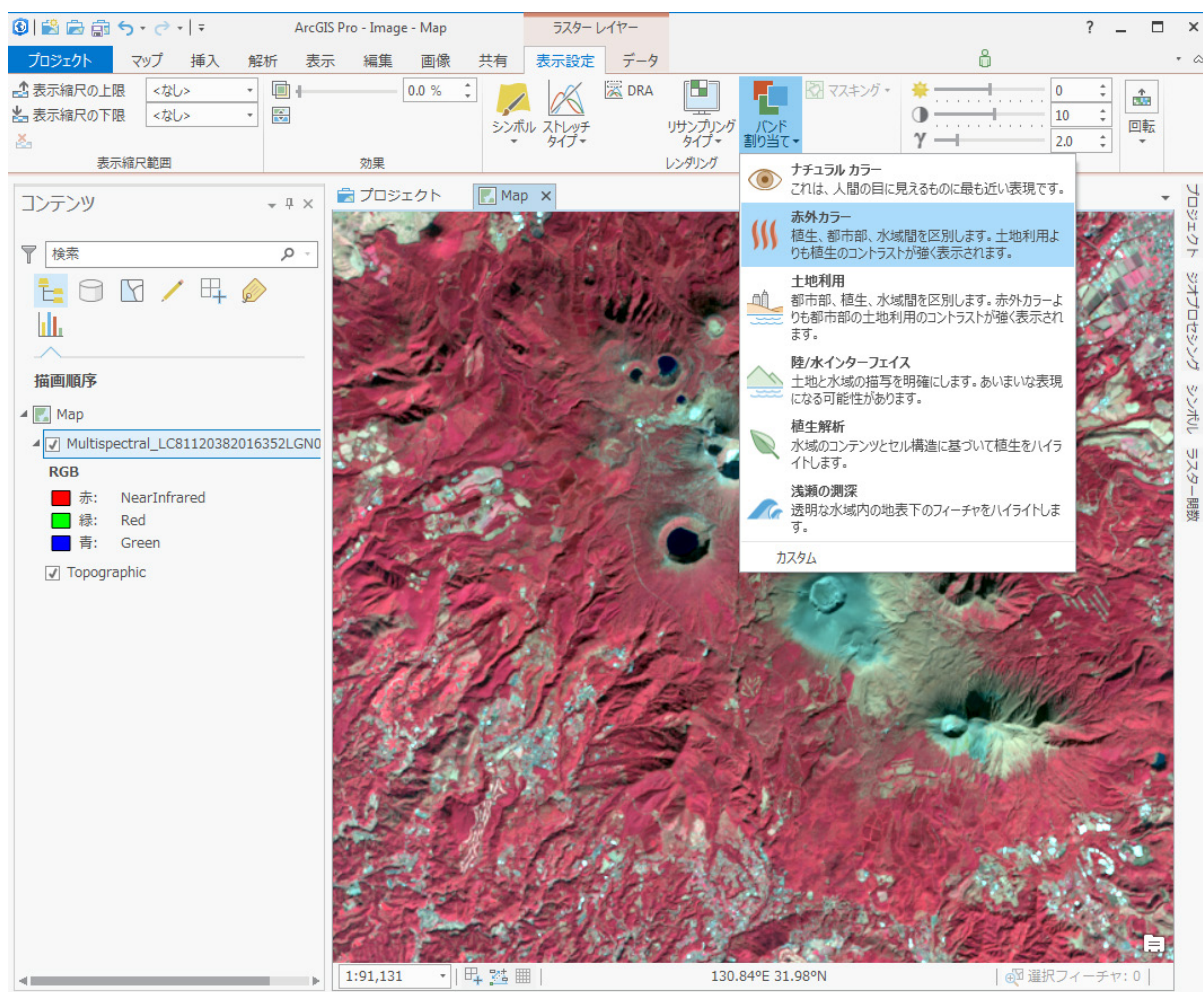 ArcGIS Pro - Image - Map
ラスター レイヤー
?
プロジェクト マップ 挿入 解析 表示 編集 画像 共有 表示設定 データ
表示縮尺の上限 <なし>
表示縮尺の下限 <なし>
表示縮尺範囲
0.0 %
効果
シンボル
ストレッチ
タイプ
DRA
リサンプリング
タイプ
バンド
割り当て
マスキング
レンダリング
0
10
γ 2.0
回転
コンテンツ
検索
描画順序
Map
Multispectral_LC81120382016352LGN0
RGB
赤: NearInfrared
緑: Red
青: Green
Topographic
プロジェクト
Map
ナチュラル カラー
これは、人間の目に見えるものに最も近い表現です。
赤外カラー
植生、都市部、水域間を区別します。土地利用よ
りも植生のコントラストが強く表示されます。
土地利用
都市部、植生、水域間を区別します。赤外カラーよ
りも都市部の土地利用のコントラストが強く表示され
ます。
陸/水インターフェイス
土地と水域の描写を明確にします。あいまいな表現
になる可能性があります。
植生解析
水域のコンテンツとセル構造に基づいて植生をハイラ
イトします。
浅瀬の測深
透明な水域内の地表下のフィーチャをハイライトしま
す。
カスタム
プロジェクト
ジオプロセシング
シンボル
ラスター関数
1:91,131
130.84°E 31.98°N
選択フィーチャ: 0